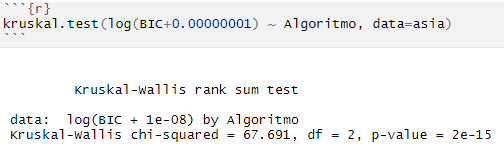 ```{r}
kruskal.test(log(BIC+0.00000001) ~ Algoritmo, data=asia)
```
Kruskal-Wallis rank sum test
data:  log(BIC + 1e-08) by Algoritmo
Kruskal-Wallis chi-squared = 67.691, df = 2, p-value = 2e-15